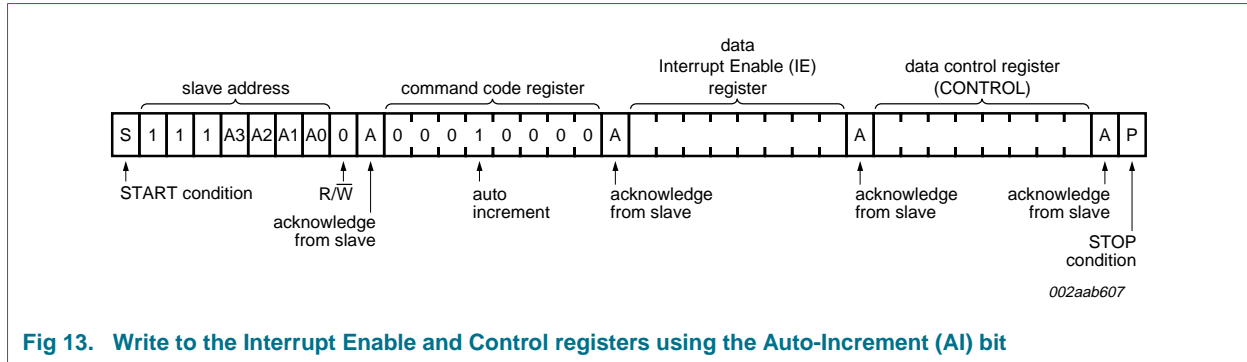 data
Interrupt Enable (IE)
register
data control register
(CONTROL)
slave address
command code register
S 1 1 1 A3 A2 A1 A0 0 A 0 0 0 1 0 0 0 0 A A A P
START condition
R/W̅
acknowledge
from slave
auto
increment
acknowledge
from slave
acknowledge
from slave
acknowledge
from slave
STOP
condition
002aab607
Fig 13. Write to the Interrupt Enable and Control registers using the Auto-Increment (AI) bit